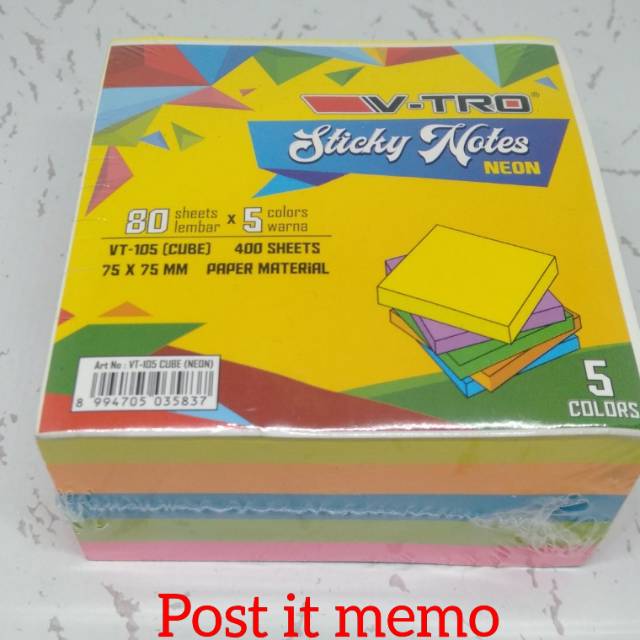 V-TRO®
Sticky Notes
NEON
80 sheets lembar x 5 colors warna
VT-105 (CUBE) 400 SHEETS
75 X 75 MM PAPER MATERIAL
Art No : VT-105 CUBE (NEON)
8 994705 035837
5
COLORS
Post it memo